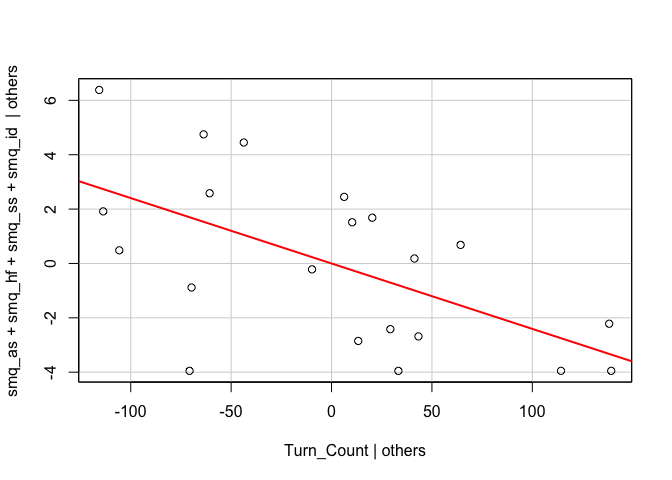 smq_as + smq_hf + smq_ss + smq_id | others
6
4
2
0
-2
-4
-100 -50 0 50 100
Turn_Count | others